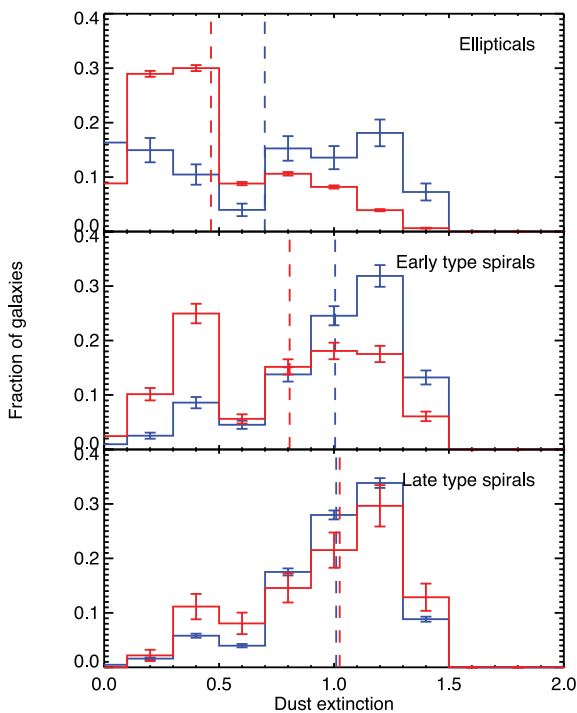 0.4
Ellipticals
0.3
0.2
0.1
0.0
0.4
Early type spirals
0.3
0.2
0.1
0.0
0.4
Late type spirals
0.3
0.2
0.1
0.0
Fraction of galaxies
0.0 0.5 1.0 1.5 2.0
Dust extinction